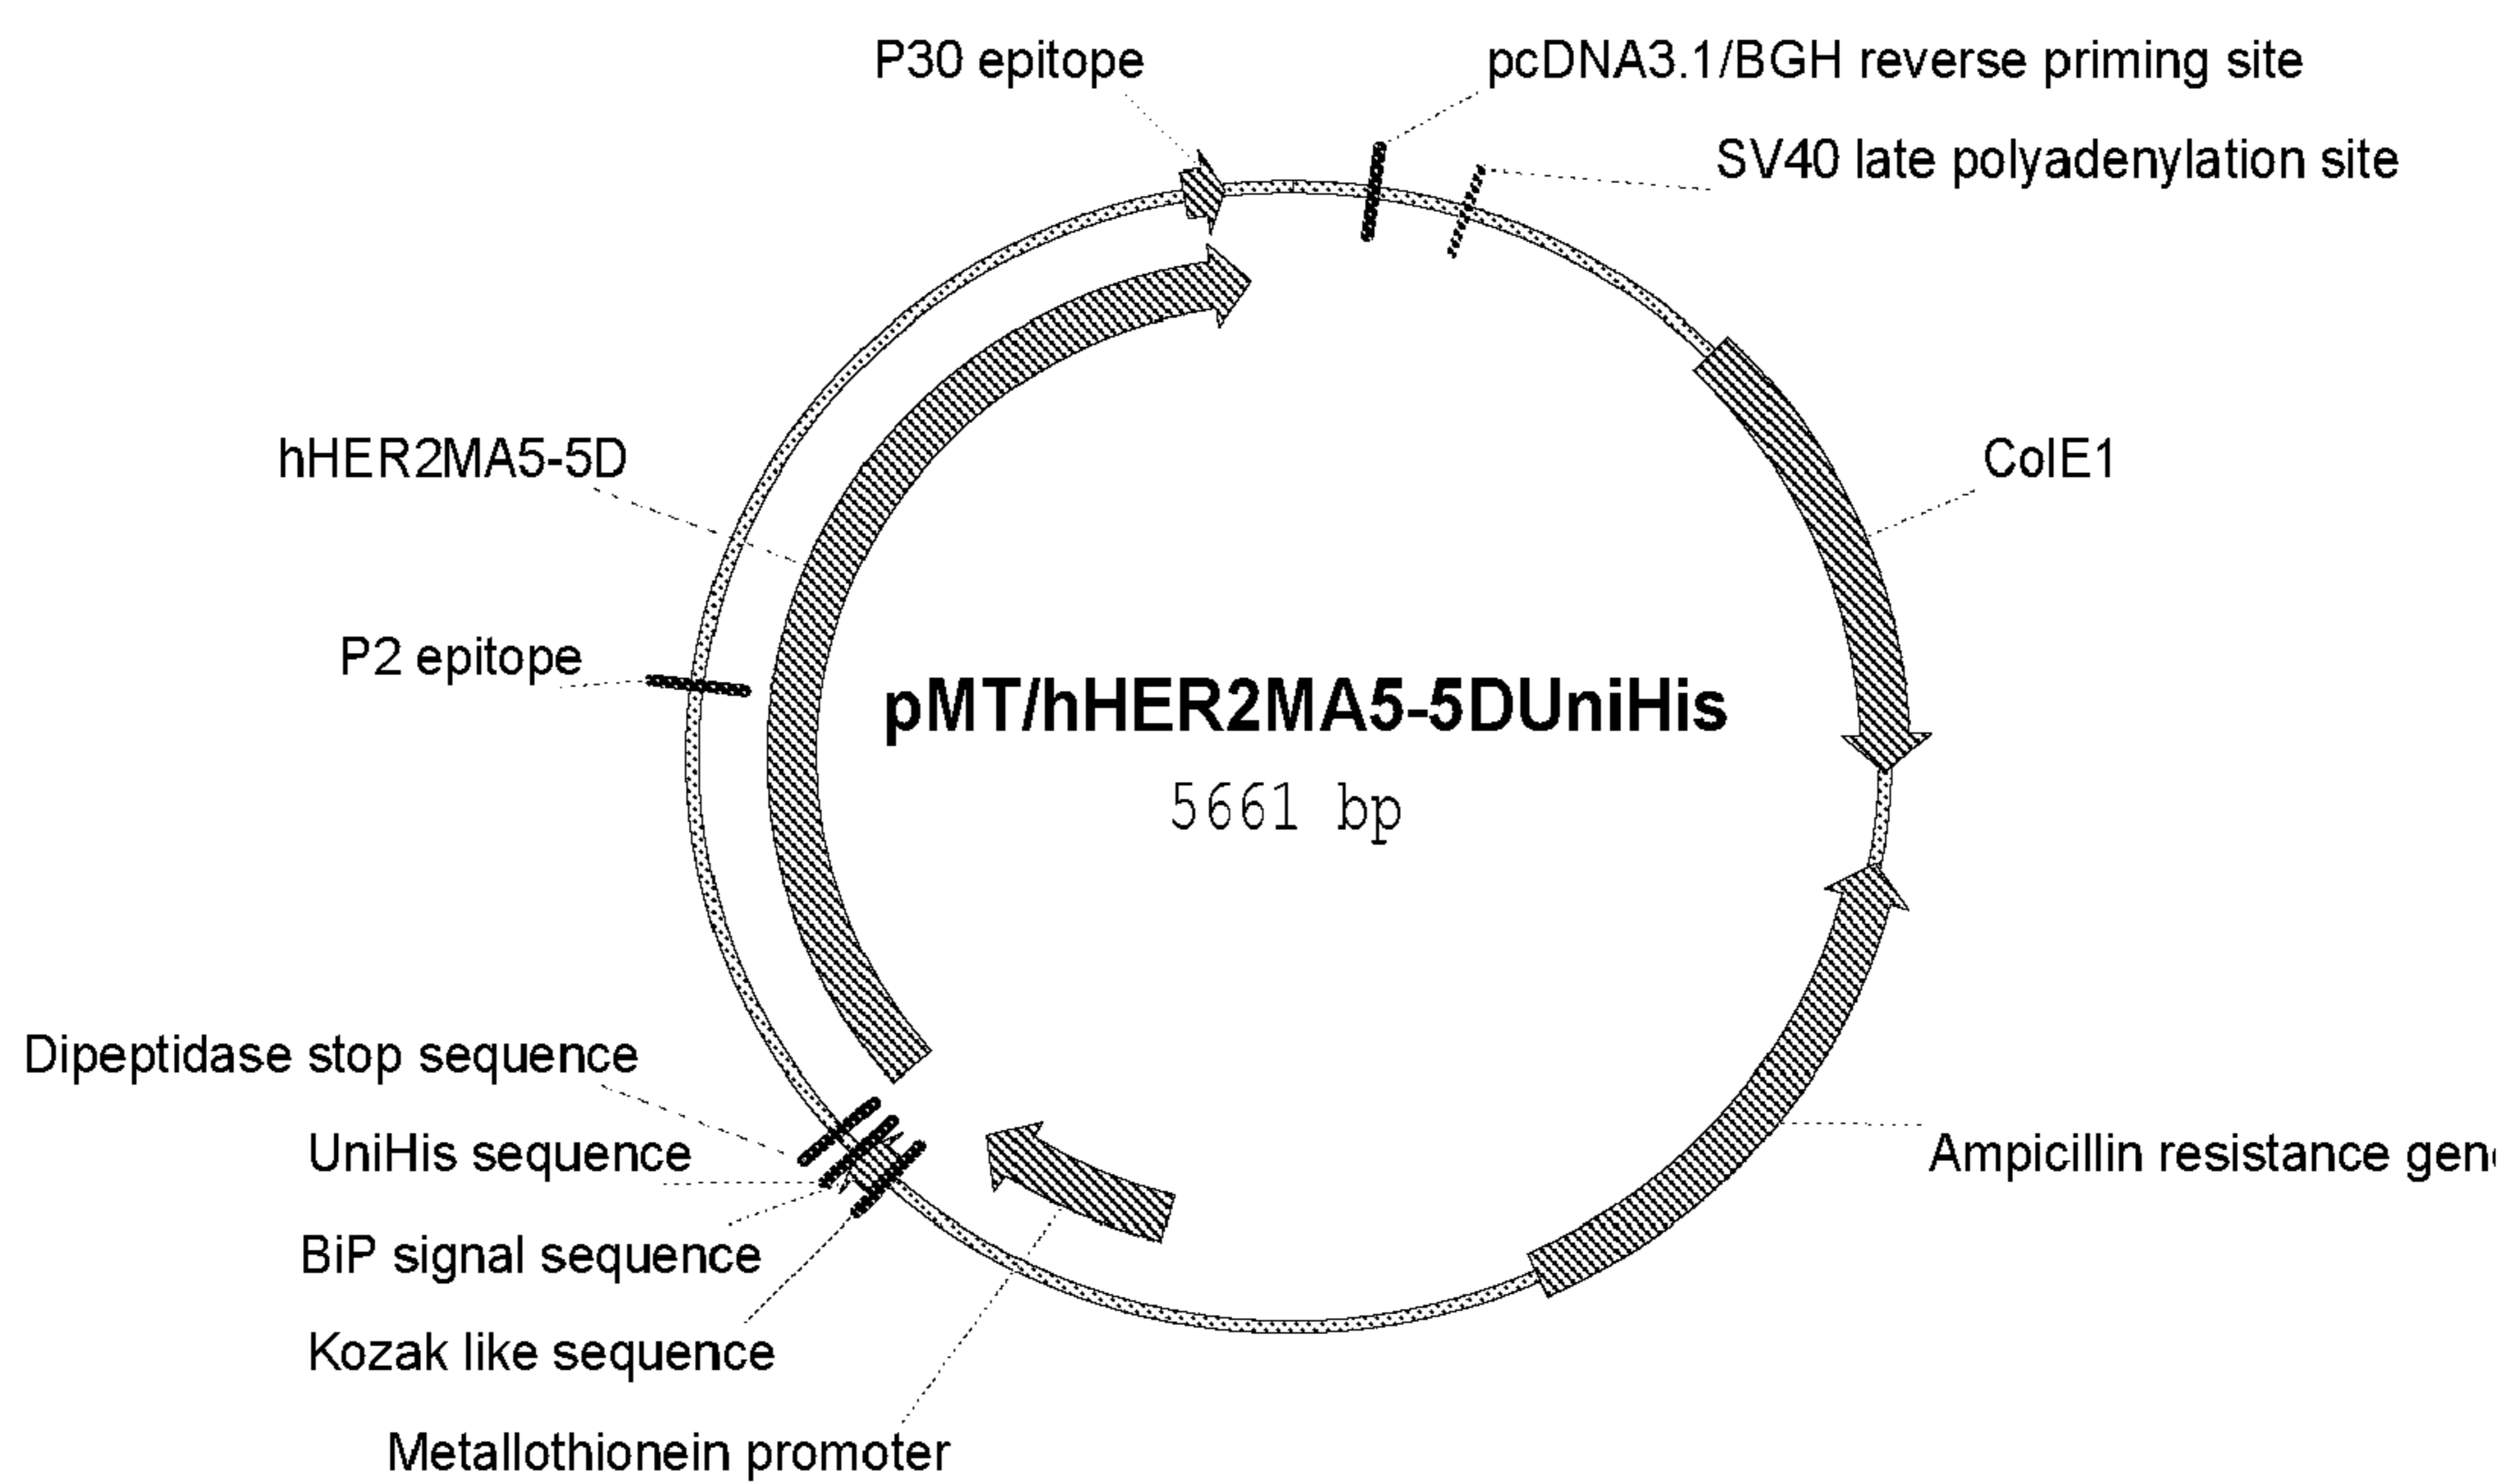 P30 epitope
pcDNA3.1/BGH reverse priming site
SV40 late polyadenylation site
hHER2MA5-5D
ColE1
P2 epitope
pMT/hHER2MA5-5DUniHis
5661 bp
Dipeptidase stop sequence
UniHis sequence
Ampicillin resistance gen
BiP signal sequence
Kozak like sequence
Metallothionein promoter